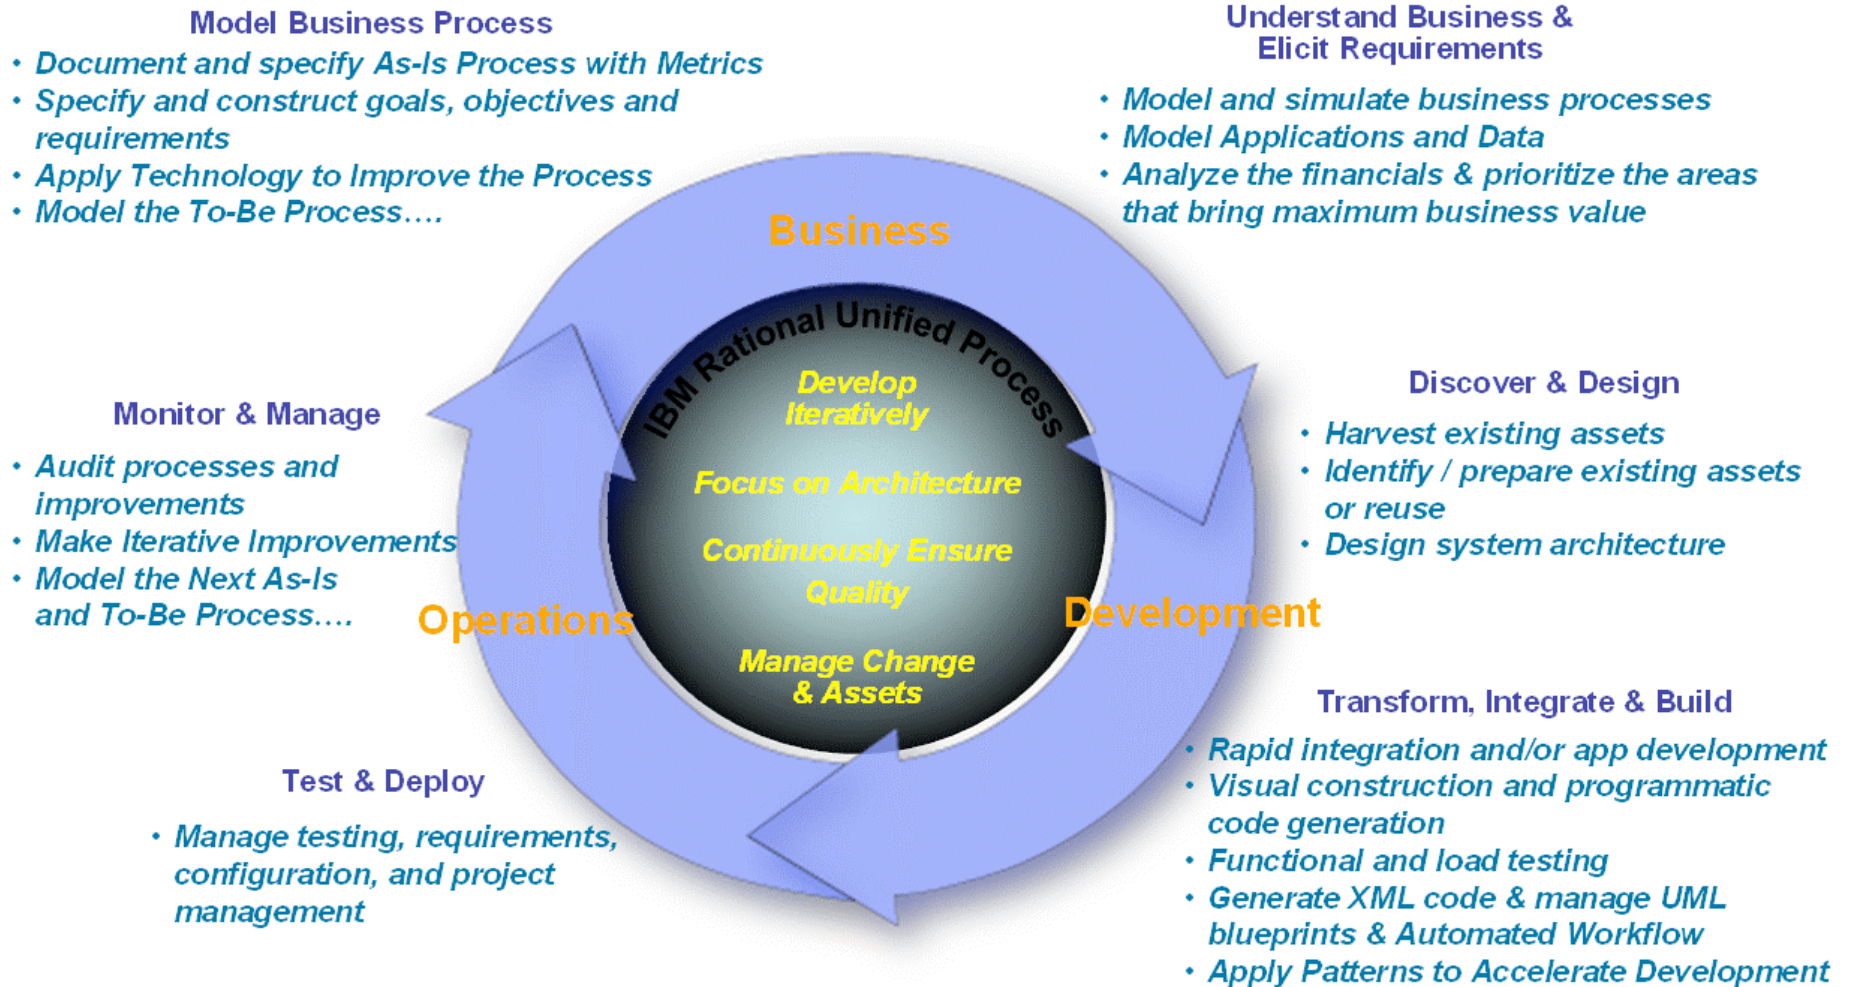 Model Business Process
• Document and specify As-Is Process with Metrics
• Specify and construct goals, objectives and
requirements
• Apply Technology to Improve the Process
• Model the To-Be Process....
Understand Business &
Elicit Requirements
• Model and simulate business processes
• Model Applications and Data
• Analyze the financials & prioritize the areas
that bring maximum business value
Business
IBM Rational Unified Process
Develop
Iteratively
Focus on Architecture
Continuously Ensure
Quality
Manage Change
& Assets
Discover & Design
• Harvest existing assets
• Identify / prepare existing assets
or reuse
• Design system architecture
Development
Transform, Integrate & Build
• Rapid integration and/or app development
• Visual construction and programmatic
code generation
• Functional and load testing
• Generate XML code & manage UML
blueprints & Automated Workflow
• Apply Patterns to Accelerate Development
Monitor & Manage
• Audit processes and
improvements
• Make Iterative Improvements
• Model the Next As-Is
and To-Be Process....
Operations
Test & Deploy
• Manage testing, requirements,
configuration, and project
management